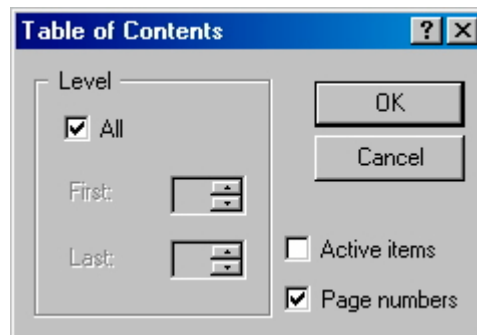 Table of Contents
Level
All
First:
Last:
OK
Cancel
Active items
Page numbers